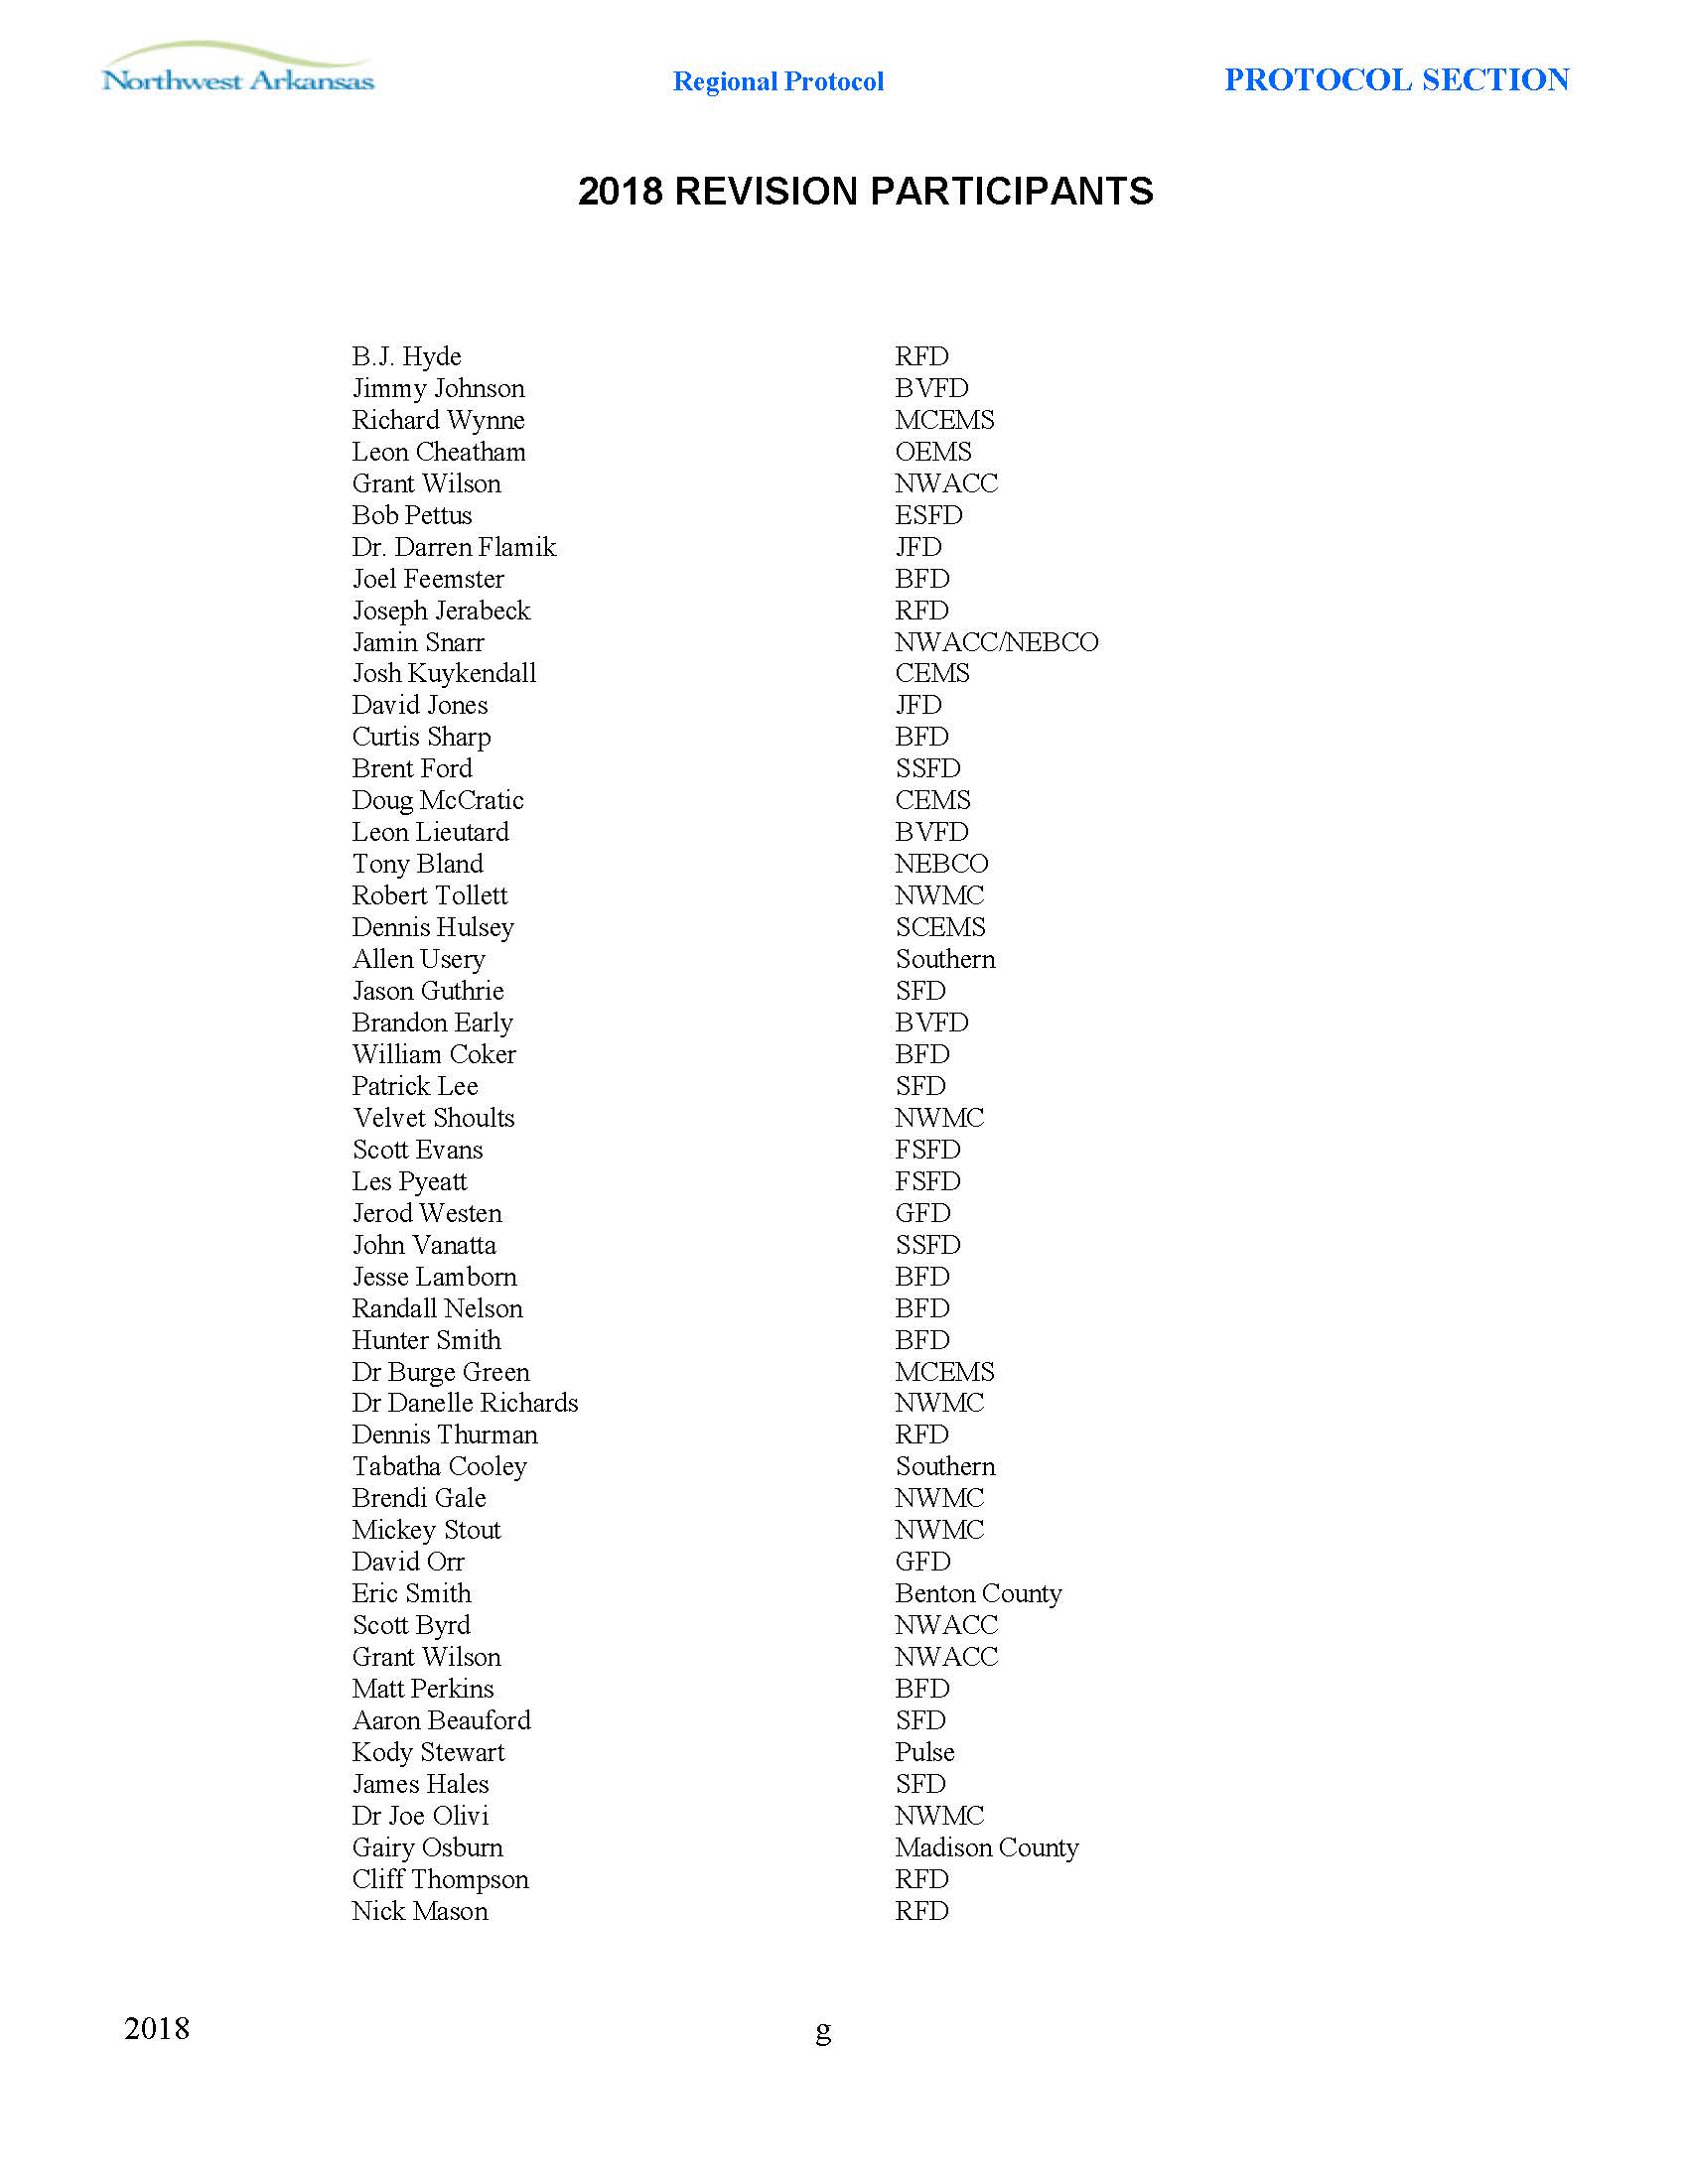 Northwest Arkansas Regional Protocol PROTOCOL SECTION
2018 REVISION PARTICIPANTS
B.J. Hyde RFD
Jimmy Johnson BVFD
Richard Wynne MCEMS
Leon Cheatham OEMS
Grant Wilson NWACC
Bob Pettus ESFD
Dr. Darren Flamik JFD
Joel Feemster BFD
Joseph Jerabeck RFD
Jamin Snarr NWACC/NEBCO
Josh Kuykendall CEMS
David Jones JFD
Curtis Sharp BFD
Brent Ford SSFD
Doug McCratic CEMS
Leon Lieutard BVFD
Tony Bland NEBCO
Robert Tollett NWMC
Dennis Hulsey SCEMS
Allen Usery Southern
Jason Guthrie SFD
Brandon Early BVFD
William Coker BFD
Patrick Lee SFD
Velvet Shoults NWMC
Scott Evans FSFD
Les Pyeatt FSFD
Jerod Westen GFD
John Vanatta SSFD
Jesse Lamborn BFD
Randall Nelson BFD
Hunter Smith BFD
Dr Burge Green MCEMS
Dr Danelle Richards NWMC
Dennis Thurman RFD
Tabatha Cooley Southern
Brendi Gale NWMC
Mickey Stout NWMC
David Orr GFD
Eric Smith Benton County
Scott Byrd NWACC
Grant Wilson NWACC
Matt Perkins BFD
Aaron Beauford SFD
Kody Stewart Pulse
James Hales SFD
Dr Joe Olivi NWMC
Gairy Osburn Madison County
Cliff Thompson RFD
Nick Mason RFD
2018 g